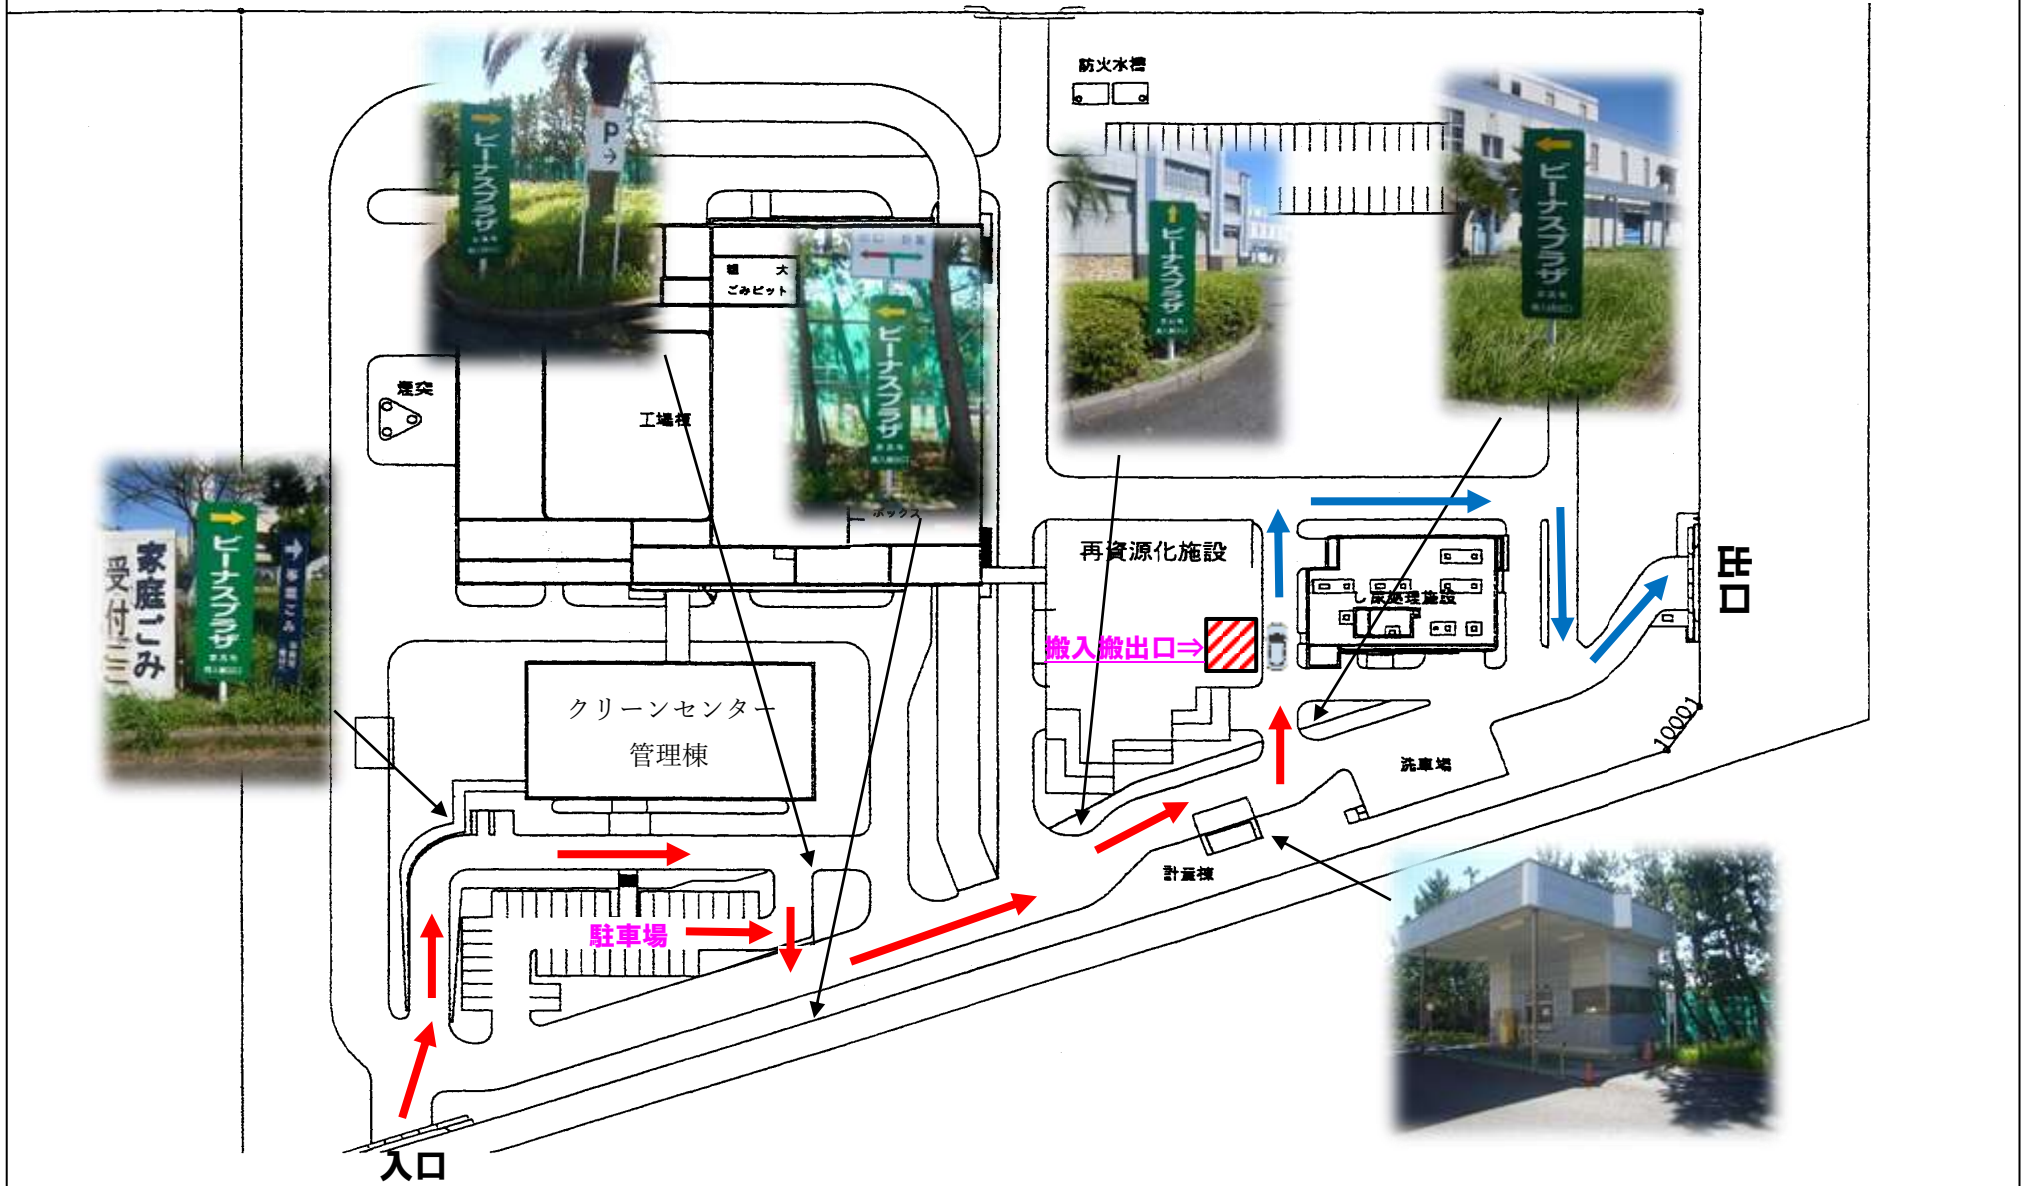 防火水槽
ビーナスプラザ
P
ビーナスプラザ
ビーナスプラザ
ビーナスプラザ
粗 大
ごみピット
煙突
工場棟
ボックス
家庭ごみ
受付
ビーナスプラザ
再資源化施設
し尿処理施設
出口
搬入搬出口⇒
クリーンセンター
管理棟
10001
洗車場
計量棟
駐車場
入口